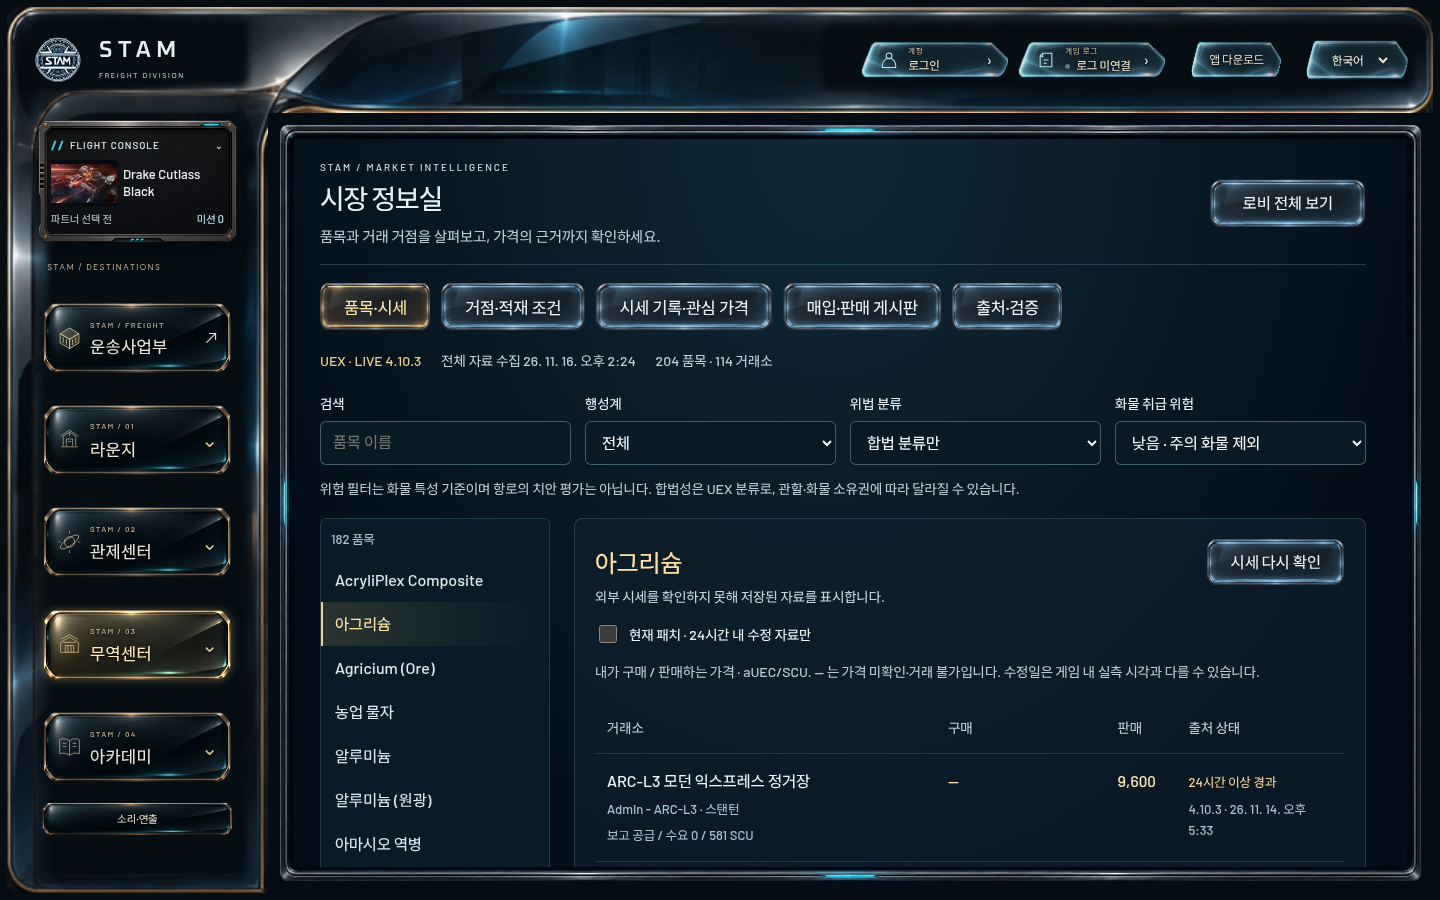 STAM
FREIGHT DIVISION
계정
로그인
게임 로그
로그 미연결
앱 다운로드
한국어
FLIGHT CONSOLE
Drake Cutlass
Black
파트너 선택 전
미션 0
STAM / DESTINATIONS
STAM / FREIGHT
운송사업부
STAM / 01
라운지
STAM / 02
관제센터
STAM / 03
무역센터
STAM / 04
아카데미
소리·연출
STAM / MARKET INTELLIGENCE
시장 정보실
품목과 거래 거점을 살펴보고, 가격의 근거까지 확인하세요.
로비 전체 보기
품목·시세
거점·적재 조건
시세 기록·관심 가격
매입·판매 게시판
출처·검증
UEX · LIVE 4.10.3
전체 자료 수집 26. 11. 16. 오후 2:24
204 품목 · 114 거래소
검색
행성계
위법 분류
화물 취급 위험
품목 이름
전체
합법 분류만
낮음 · 주의 화물 제외
위험 필터는 화물 특성 기준이며 항로의 치안 평가는 아닙니다. 합법성은 UEX 분류로, 관할·화물 소유권에 따라 달라질 수 있습니다.
182 품목
AcryliPlex Composite
아그리슘
Agricium (Ore)
농업 물자
알루미늄
알루미늄 (원광)
아마시오 역병
아그리슘
시세 다시 확인
외부 시세를 확인하지 못해 저장된 자료를 표시합니다.
현재 패치 · 24시간 내 수정 자료만
내가 구매 / 판매하는 가격 · aUEC/SCU. — 는 가격 미확인·거래 불가입니다. 수정일은 게임 내 실측 시각과 다를 수 있습니다.
거래소
구매
판매
출처 상태
ARC-L3 모던 익스프레스 정거장
—
9,600
24시간 이상 경과
Admin - ARC-L3 · 스탠턴
4.10.3 · 26. 11. 14. 오후
5:33
보고 공급 / 수요 0 / 581 SCU